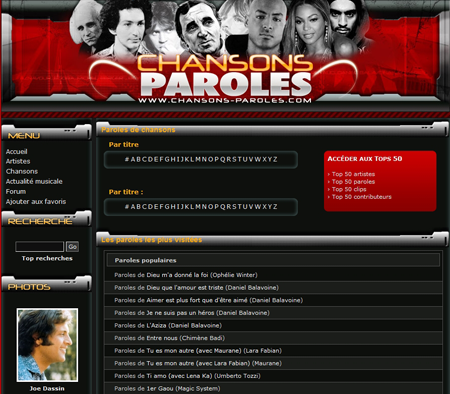 CHANSONS
PAROLES
WWW.CHANSONS-PAROLES.COM
MENU
Accueil
Artistes
Chansons
Actualité musicale
Forum
Ajouter aux favoris
RECHERCHE
Go
Top recherches
PHOTOS
Joe Dassin
Paroles de chansons
Par titre
# A B C D E F G H I J K L M N O P Q R S T U V W X Y Z
Par titre :
# A B C D E F G H I J K L M N O P Q R S T U V W X Y Z
ACCÉDER AUX TOPS 50
› Top 50 artistes
› Top 50 paroles
› Top 50 clips
› Top 50 contributeurs
Les paroles les plus visitées
Paroles populaires
Paroles de Dieu m'a donné la foi (Ophélie Winter)
Paroles de Dieu que l'amour est triste (Daniel Balavoine)
Paroles de Aimer est plus fort que d'être aimé (Daniel Balavoine)
Paroles de Je ne suis pas un héros (Daniel Balavoine)
Paroles de L'Aziza (Daniel Balavoine)
Paroles de Entre nous (Chimène Badi)
Paroles de Tu es mon autre (avec Maurane) (Lara Fabian)
Paroles de Tu es mon autre (avec Lara Fabian) (Maurane)
Paroles de Ti amo (avec Lena Ka) (Umberto Tozzi)
Paroles de 1er Gaou (Magic System)